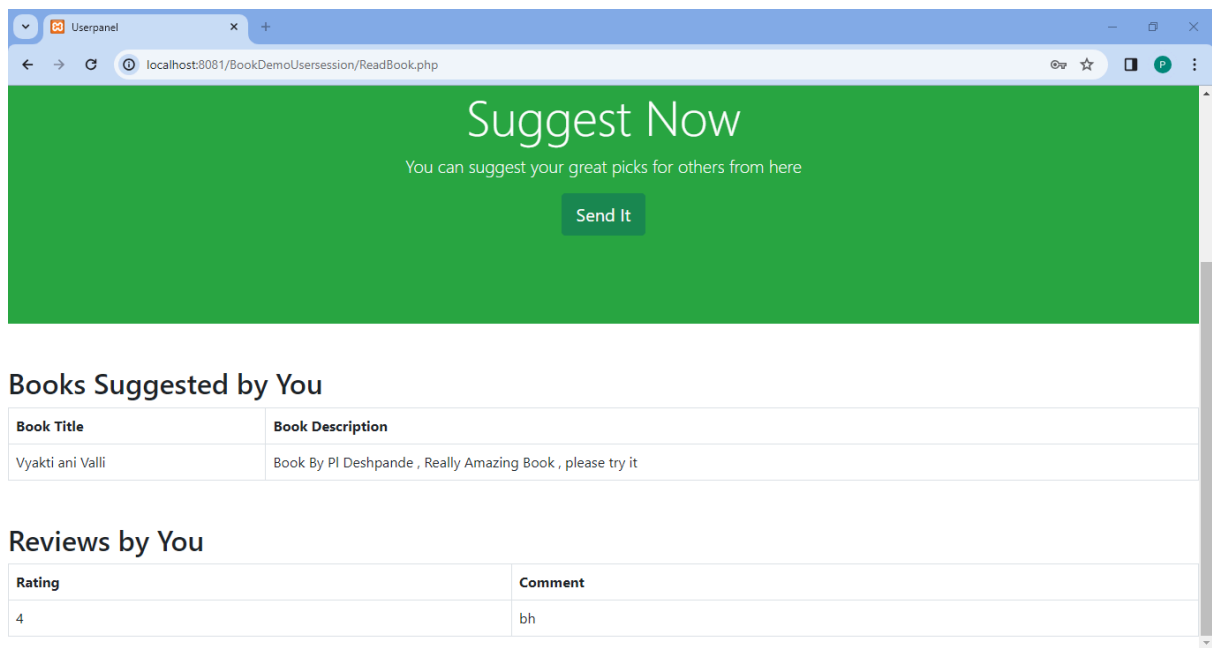 Userpanel
localhost:8081/BookDemoUsersession/ReadBook.php
P
Suggest Now
You can suggest your great picks for others from here
Send It
Books Suggested by You
Book Title Book Description
Vyakti ani Valli Book By Pl Deshpande , Really Amazing Book , please try it
Reviews by You
Rating Comment
4 bh